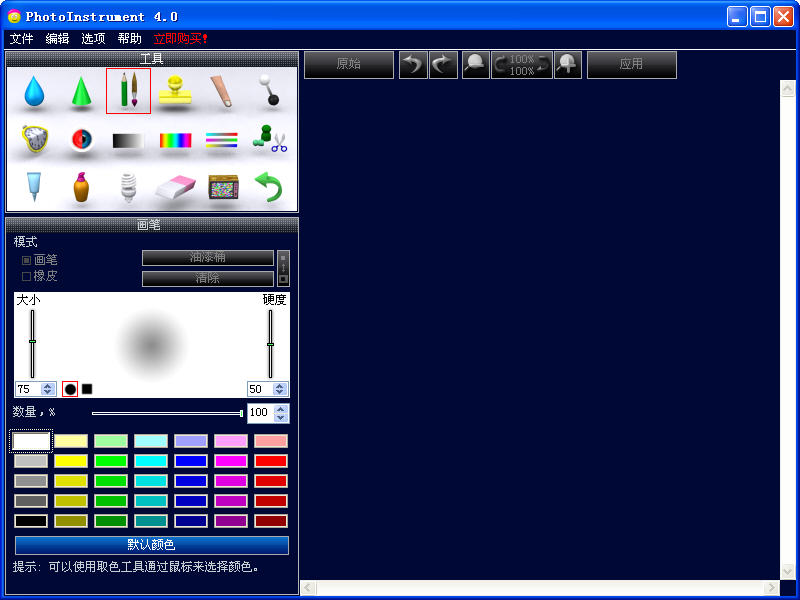 PhotoInstrument 4.0
文件 编辑 选项 帮助 立即购买!
工具
原始 100% 100% 应用
画笔
模式
画笔 油漆桶
橡皮 清除
大小 硬度
75 50
数量，% 100
默认颜色
提示: 可以使用取色工具通过鼠标来选择颜色。